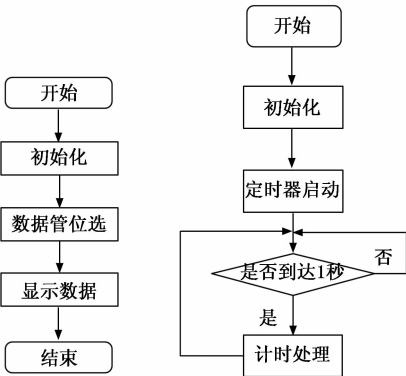 开始
初始化
数据管位选
显示数据
结束
开始
初始化
定时器启动
是否到达1秒
否
是
计时处理